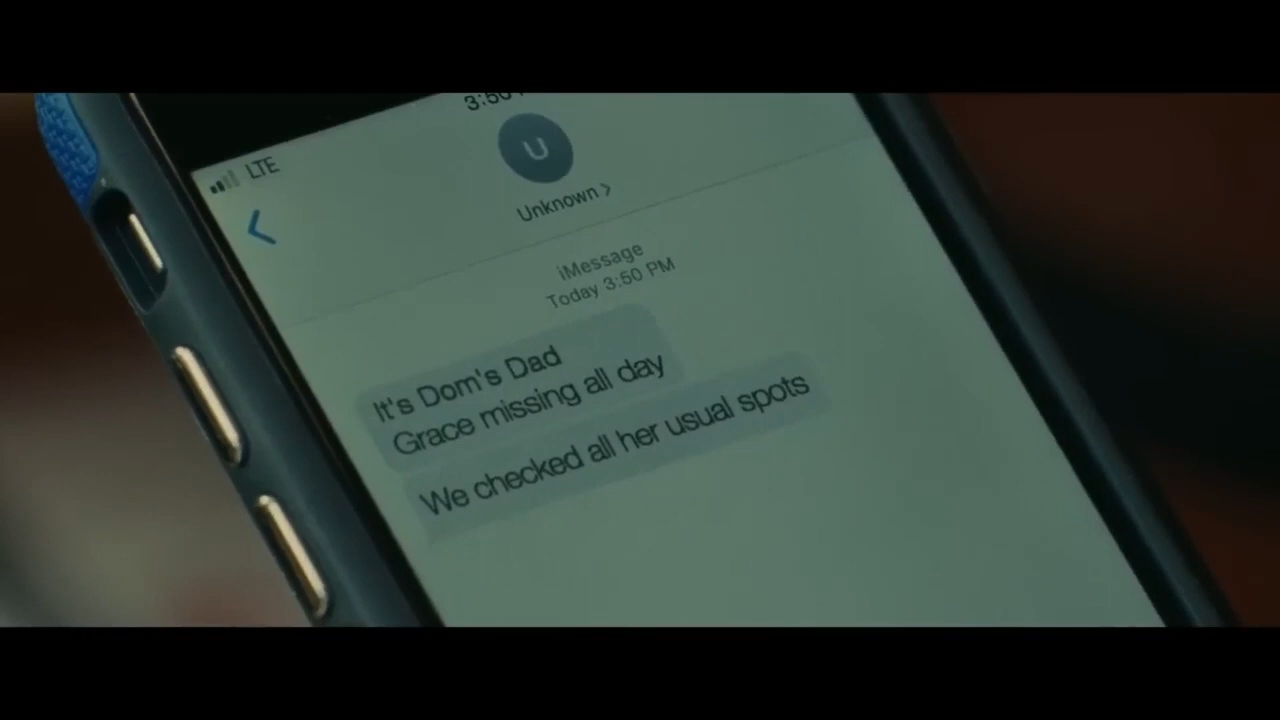 LTE
U
Unknown >
iMessage
Today 3:50 PM
It's Dom's Dad
Grace missing all day
We checked all her usual spots